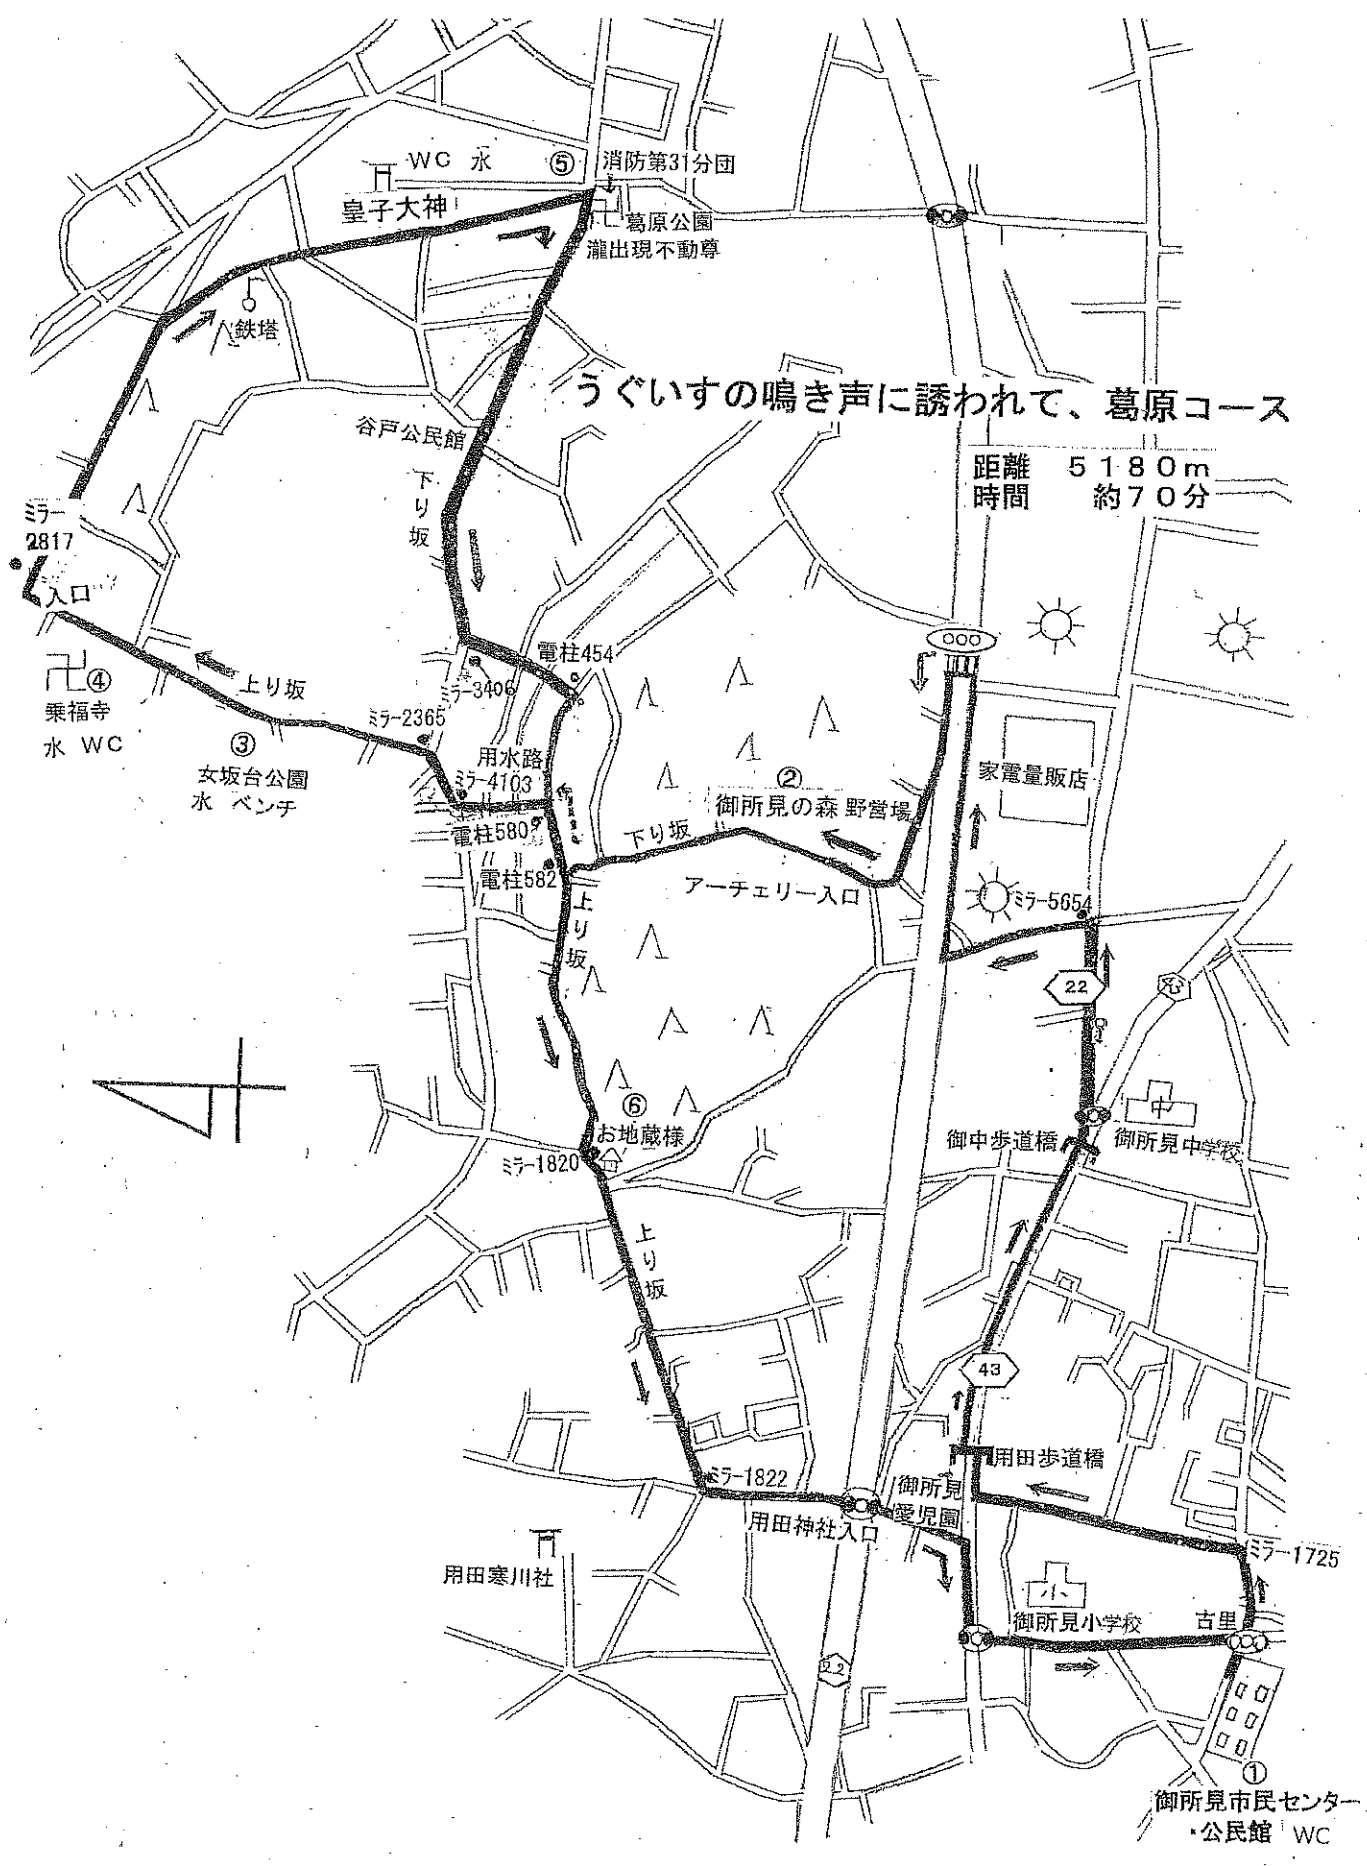 WC 水 ⑤ 消防第31分団
皇子大神
葛原公園
瀧出現不動尊
鉄塔
うぐいすの鳴き声に誘われて、葛原コース
谷戸公民館
距離 5180m
時間 約70分
下り坂
ミラー
2817
入口
電柱454
④
乗福寺
水 WC
上り坂
ミラー3406
ミラー2365
③
女坂台公園
水 ベンチ
用水路
ミラー4103
電柱580
電柱582
②
御所見の森 野営場
家電量販店
下り坂
アーチェリー入口
ミラー5654
上り坂
22
⑥
お地蔵様
ミラー1820
中
御中歩道橋
御所見中学校
上り坂
43
用田歩道橋
ミラー1822
御所見
愛児園
用田神社入口
ミラー1725
用田寒川社
小
御所見小学校
古里
22
①
御所見市民センター
・公民館 WC